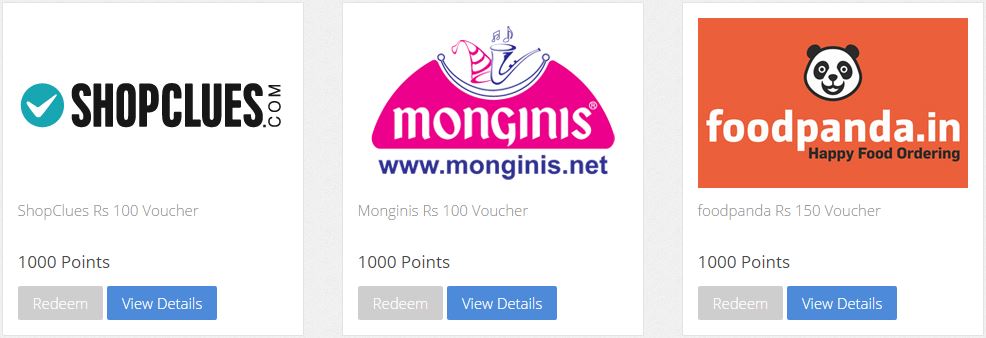 SHOPCLUES.COM
ShopClues Rs 100 Voucher
1000 Points
Redeem View Details
monginis®
www.monginis.net
Monginis Rs 100 Voucher
1000 Points
Redeem View Details
foodpanda.in
Happy Food Ordering
foodpanda Rs 150 Voucher
1000 Points
Redeem View Details